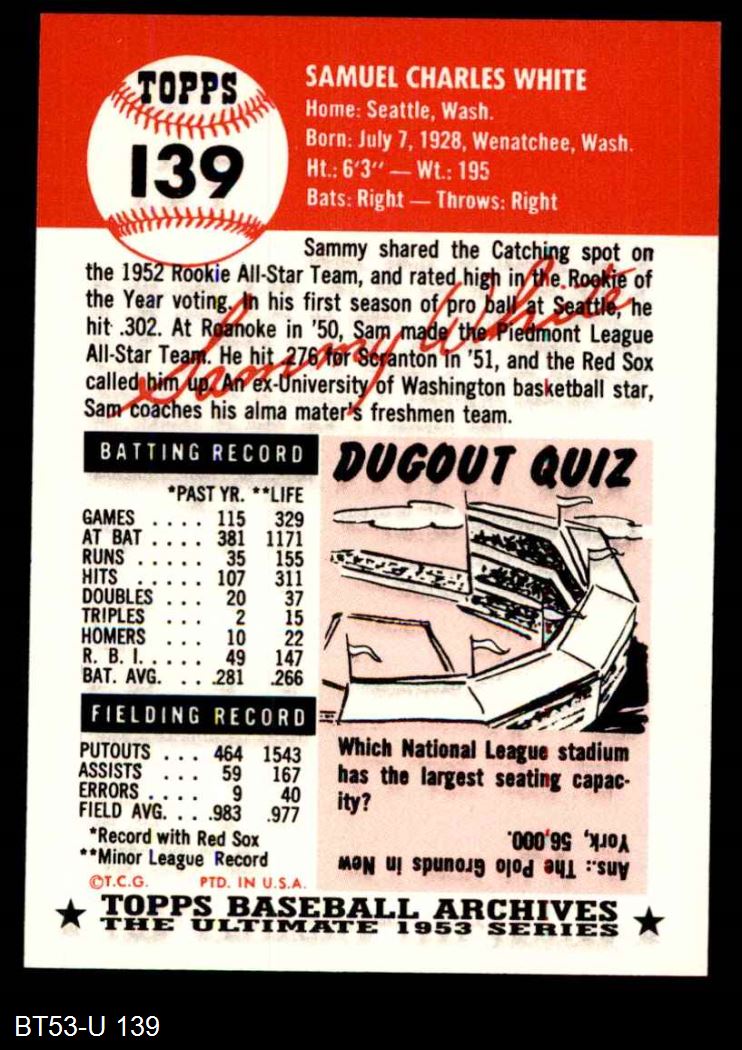 TOPPS
139
SAMUEL CHARLES WHITE
Home: Seattle, Wash.
Born: July 7, 1928, Wenatchee, Wash.
Ht.: 6'3" — Wt.: 195
Bats: Right — Throws: Right
Sammy shared the Catching spot on
the 1952 Rookie All-Star Team, and rated high in the Rookie of
the Year voting. In his first season of pro ball at Seattle, he
hit .302. At Roanoke in '50, Sam made the Piedmont League
All-Star Team. He hit .276 for Scranton in '51, and the Red Sox
called him up. An ex-University of Washington basketball star,
Sam coaches his alma mater's freshmen team.
Sammy White
BATTING RECORD
*PAST YR. **LIFE
GAMES .... 115 329
AT BAT .... 381 1171
RUNS ..... 35 155
HITS ...... 107 311
DOUBLES ... 20 37
TRIPLES ... 2 15
HOMERS ... 10 22
R. B. I. .... 49 147
BAT. AVG. ... .281 .266
FIELDING RECORD
PUTOUTS ... 464 1543
ASSISTS .... 59 167
ERRORS .... 9 40
FIELD AVG. ... .983 .977
*Record with Red Sox
**Minor League Record
©T.C.G. PTD. IN U.S.A.
DUGOUT QUIZ
Which National League stadium
has the largest seating capac-
ity?
Ans.: The Polo Grounds in New
York, 56,000.
TOPPS BASEBALL ARCHIVES
THE ULTIMATE 1953 SERIES
BT53-U 139